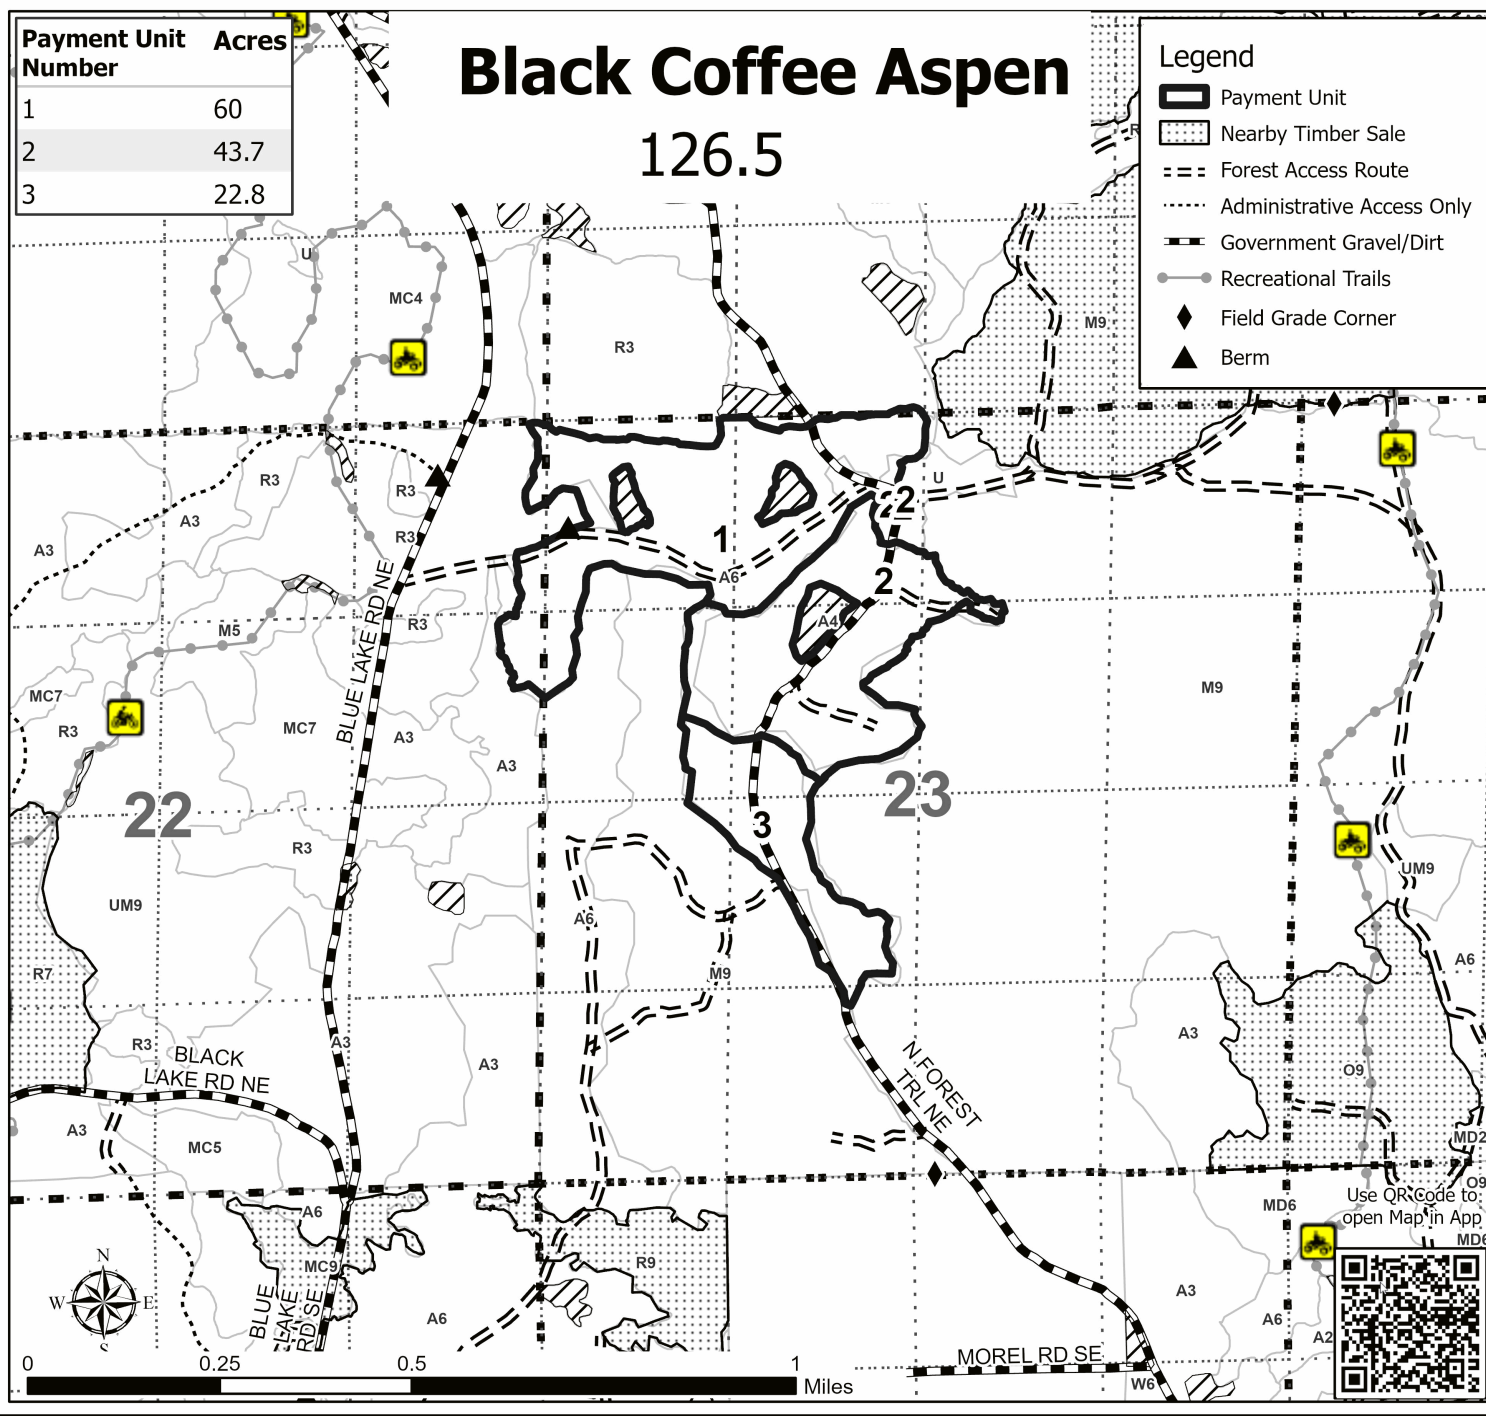 Payment Unit Number Acres
1 60
2 43.7
3 22.8
Black Coffee Aspen
126.5
Legend
Payment Unit
Nearby Timber Sale
Forest Access Route
Administrative Access Only
Government Gravel/Dirt
Recreational Trails
Field Grade Corner
Berm
U
MC4
R3
M9
R3
R3
A3
U
2
2
1
R3
A3
A6
2
BLUE LAKE RD NE
R3
A4
M5
MC7
R3
MC7
A3
M9
A3
22
23
3
R3
UM9
UM9
A6
R7
M9
A6
A3
R3
A3
A3
BLACK
LAKE RD NE
N.FOREST
TRL NE
O9
A3
MC5
MD2
A6
MC9
R9
MD6
O9
Use QR Code to
open Map in App
MD6
N
W E
S
BLUE
LAKE
RD SE
A6
A3
A6
A2
MOREL RD SE
W6
0 0.25 0.5 1
Miles